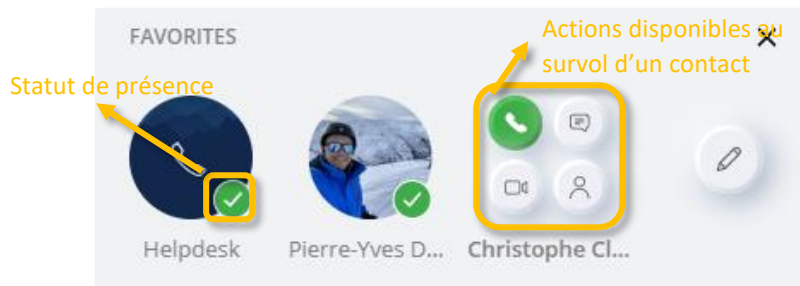 FAVORITES
Actions disponibles au
survol d’un contact
Statut de présence
Helpdesk
Pierre-Yves D...
Christophe Cl...